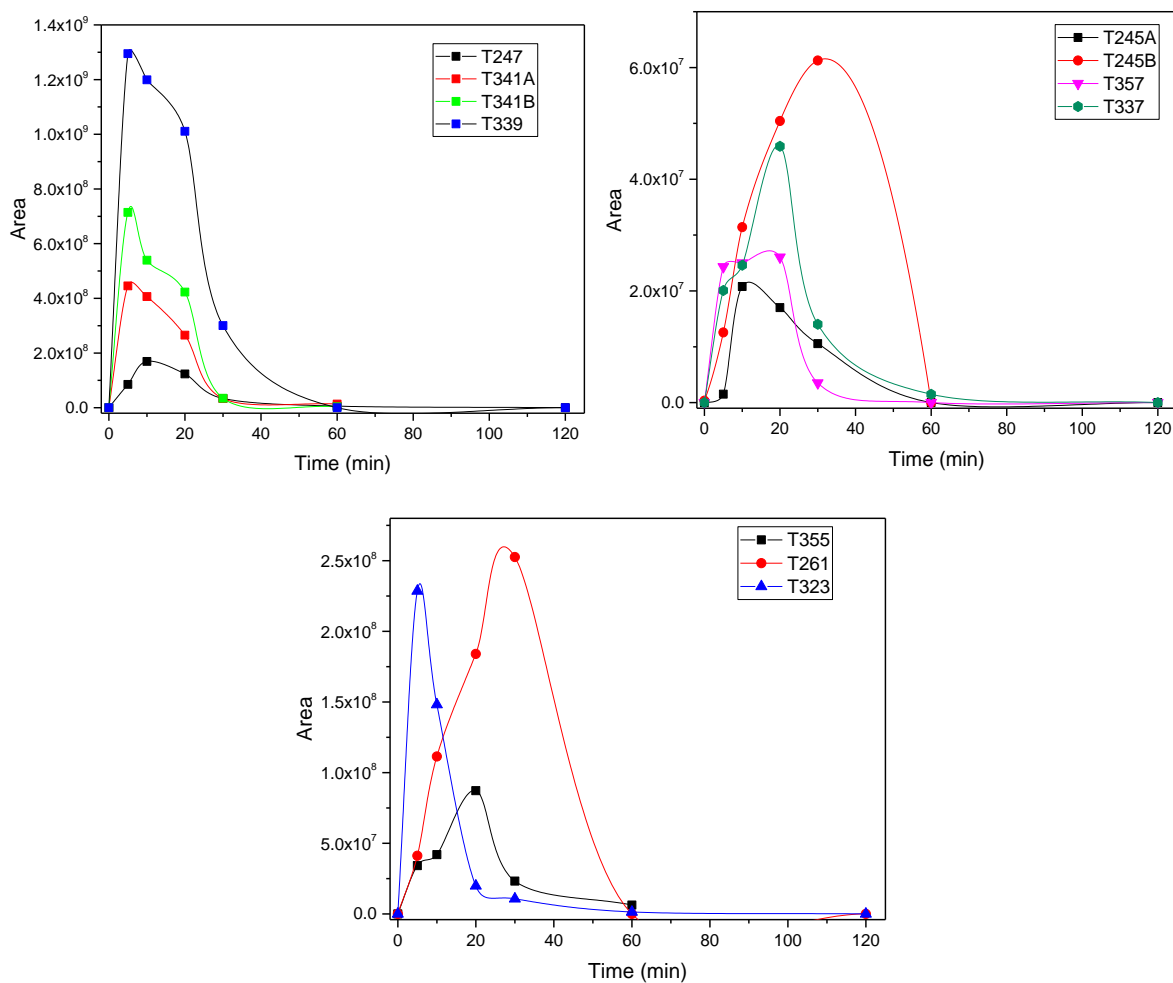 1.4x10⁹
1.2x10⁹
1.0x10⁹
8.0x10⁸
6.0x10⁸
4.0x10⁸
2.0x10⁸
0.0
Area
0 20 40 60 80 100 120
Time (min)
T247
T341A
T341B
T339
6.0x10⁷
4.0x10⁷
2.0x10⁷
0.0
Area
0 20 40 60 80 100 120
Time (min)
T245A
T245B
T357
T337
2.5x10⁸
2.0x10⁸
1.5x10⁸
1.0x10⁸
5.0x10⁷
0.0
Area
0 20 40 60 80 100 120
Time (min)
T355
T261
T323